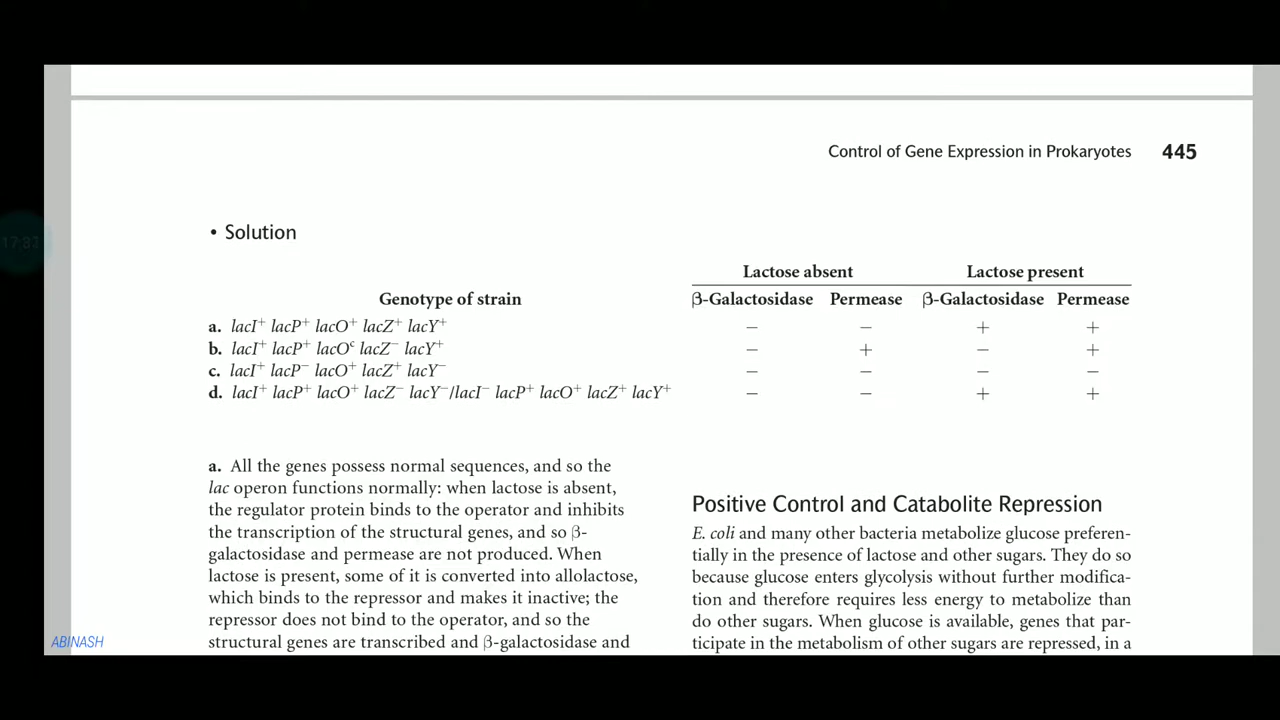 Control of Gene Expression in Prokaryotes 445
• Solution
Lactose absent Lactose present
Genotype of strain β-Galactosidase Permease β-Galactosidase Permease
a. lacI⁺ lacP⁺ lacO⁺ lacZ⁺ lacY⁺ − − + +
b. lacI⁺ lacP⁺ lacOᶜ lacZ⁻ lacY⁺ − + − +
c. lacI⁺ lacP⁻ lacO⁺ lacZ⁺ lacY⁻ − − − −
d. lacI⁺ lacP⁺ lacO⁺ lacZ⁻ lacY⁻/lacI⁻ lacP⁺ lacO⁺ lacZ⁺ lacY⁺ − − + +
a. All the genes possess normal sequences, and so the
lac operon functions normally: when lactose is absent,
the regulator protein binds to the operator and inhibits
the transcription of the structural genes, and so β-
galactosidase and permease are not produced. When
lactose is present, some of it is converted into allolactose,
which binds to the repressor and makes it inactive; the
repressor does not bind to the operator, and so the
structural genes are transcribed and β-galactosidase and
Positive Control and Catabolite Repression
E. coli and many other bacteria metabolize glucose preferen-
tially in the presence of lactose and other sugars. They do so
because glucose enters glycolysis without further modifica-
tion and therefore requires less energy to metabolize than
do other sugars. When glucose is available, genes that par-
ticipate in the metabolism of other sugars are repressed, in a
ABINASH